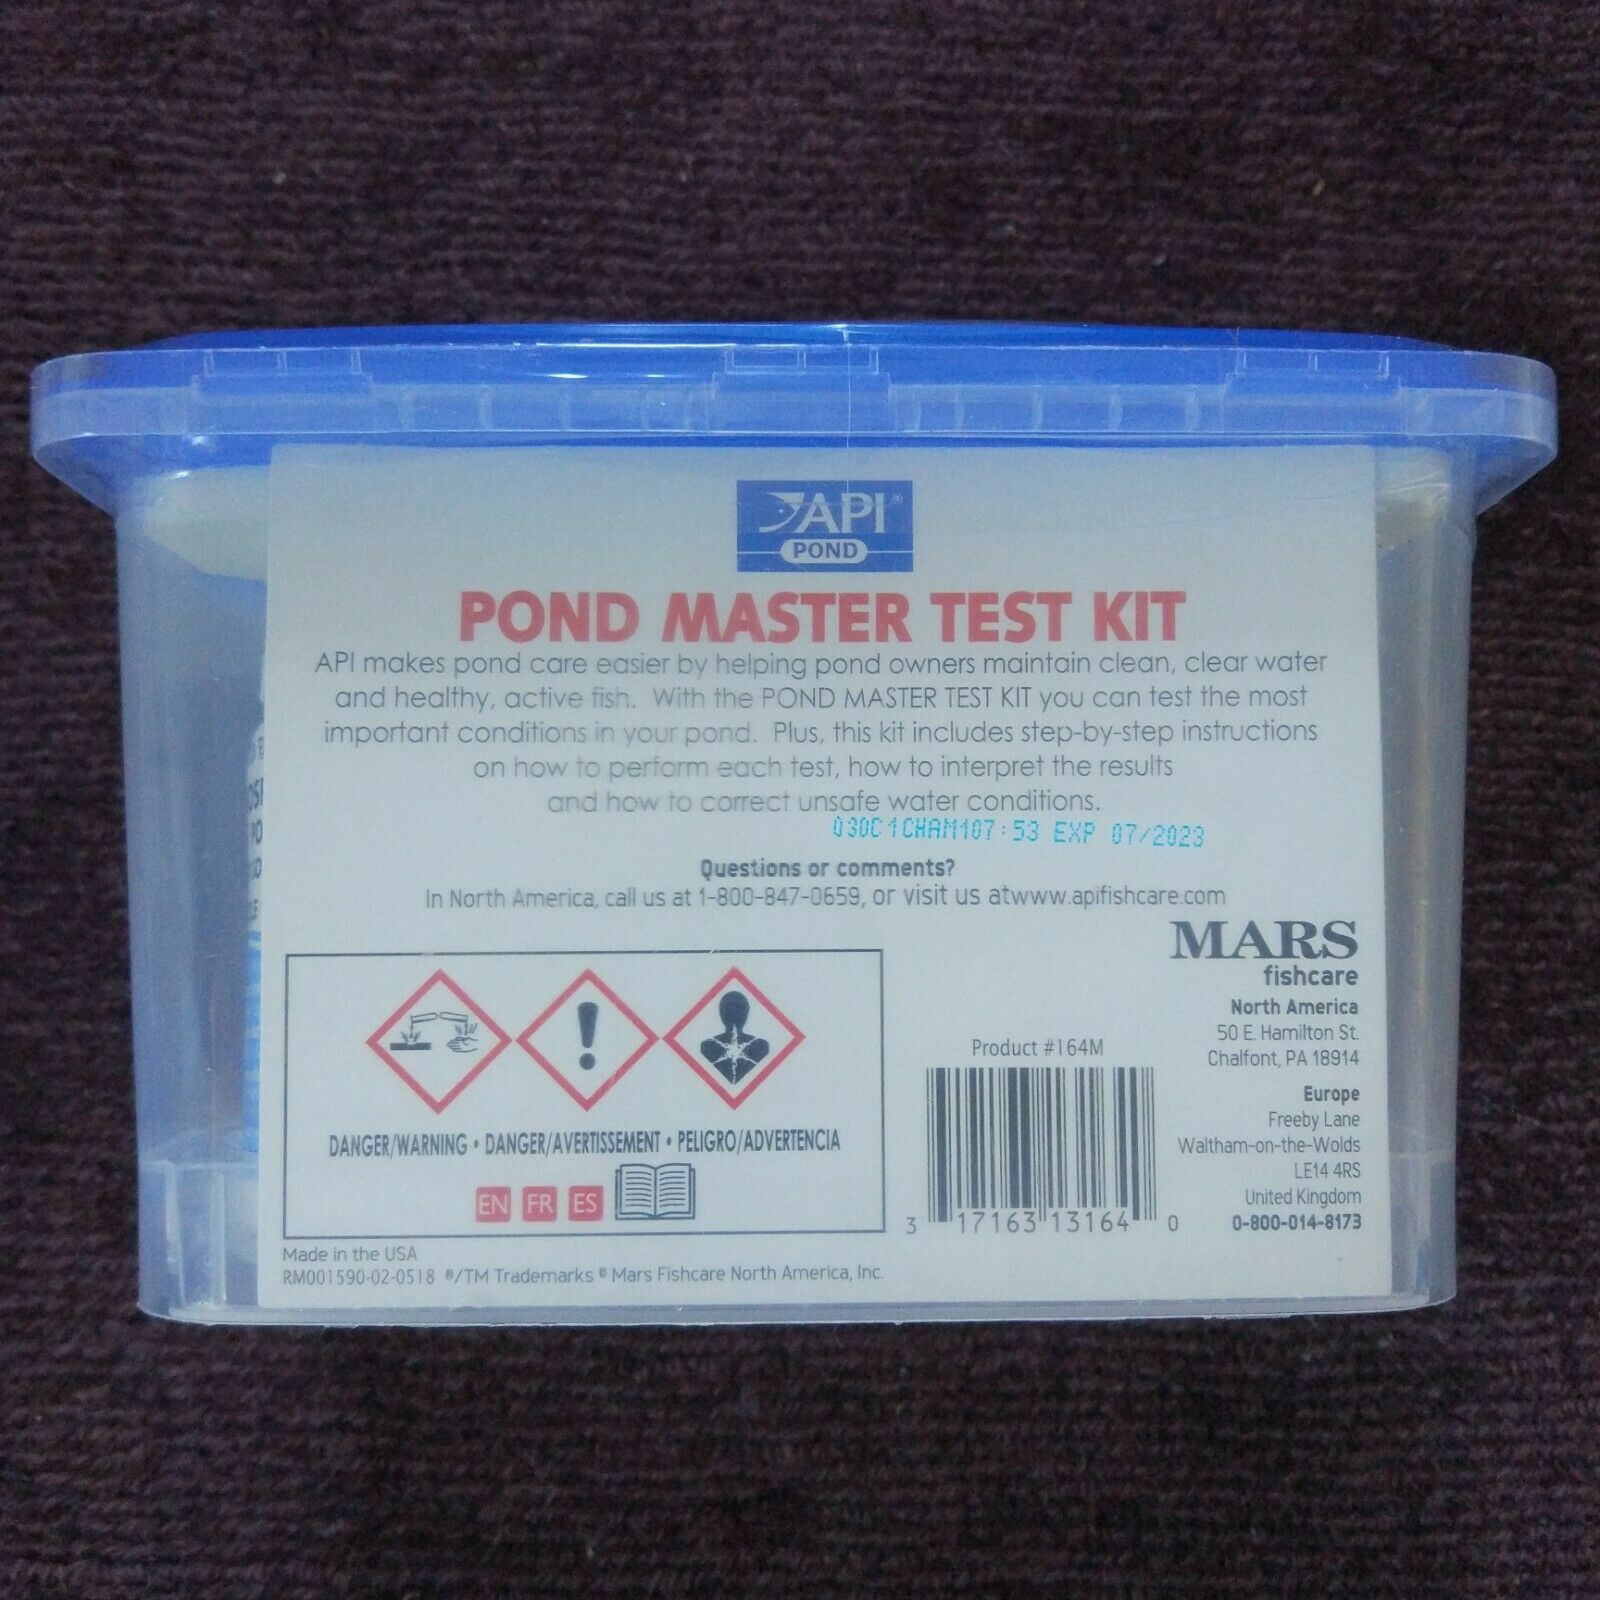 API®
POND
POND MASTER TEST KIT
API makes pond care easier by helping pond owners maintain clean, clear water
and healthy, active fish. With the POND MASTER TEST KIT you can test the most
important conditions in your pond. Plus, this kit includes step-by-step instructions
on how to perform each test, how to interpret the results
and how to correct unsafe water conditions.
030C1CHAM107:53 EXP 07/2023
Questions or comments?
In North America, call us at 1-800-847-0659, or visit us atwww.apifishcare.com
MARS
fishcare
North America
50 E. Hamilton St.
Chalfont, PA 18914
Europe
Freeby Lane
Waltham-on-the-Wolds
LE14 4RS
United Kingdom
0-800-014-8173
Product #164M
3 17163 13164 0
DANGER/WARNING • DANGER/AVERTISSEMENT • PELIGRO/ADVERTENCIA
EN FR ES
Made in the USA
RM001590-02-0518 ®/TM Trademarks ® Mars Fishcare North America, Inc.